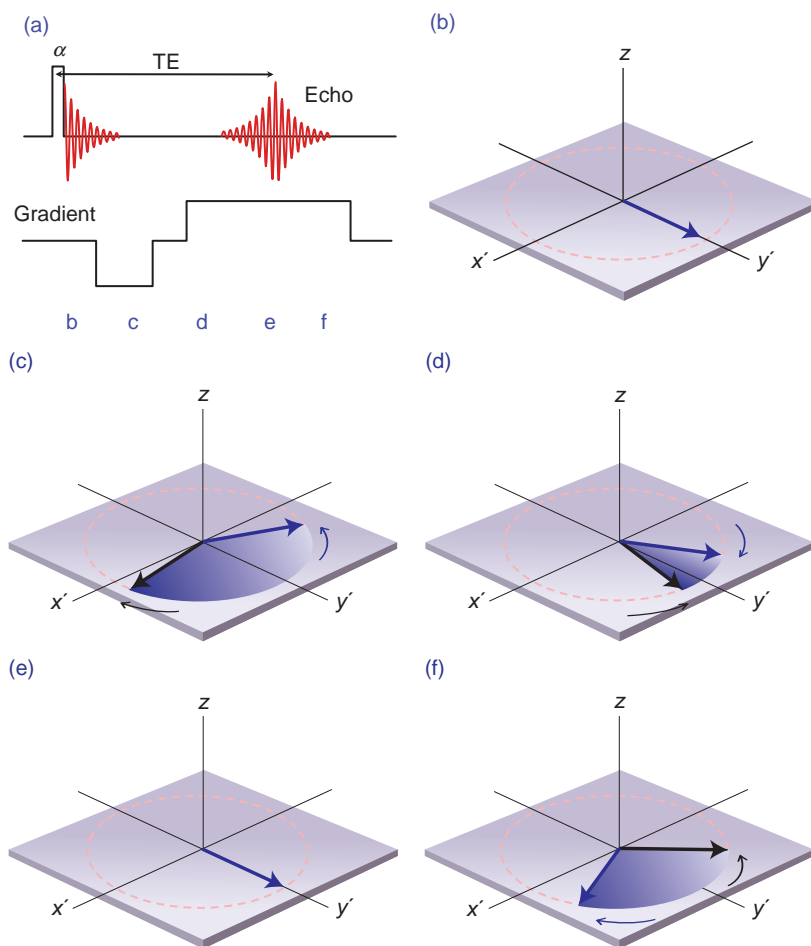 (a)
α
TE
Echo
Gradient
b c d e f
(b)
z
x′ y′
(c)
z
x′ y′
(d)
z
x′ y′
(e)
z
x′ y′
(f)
z
x′ y′